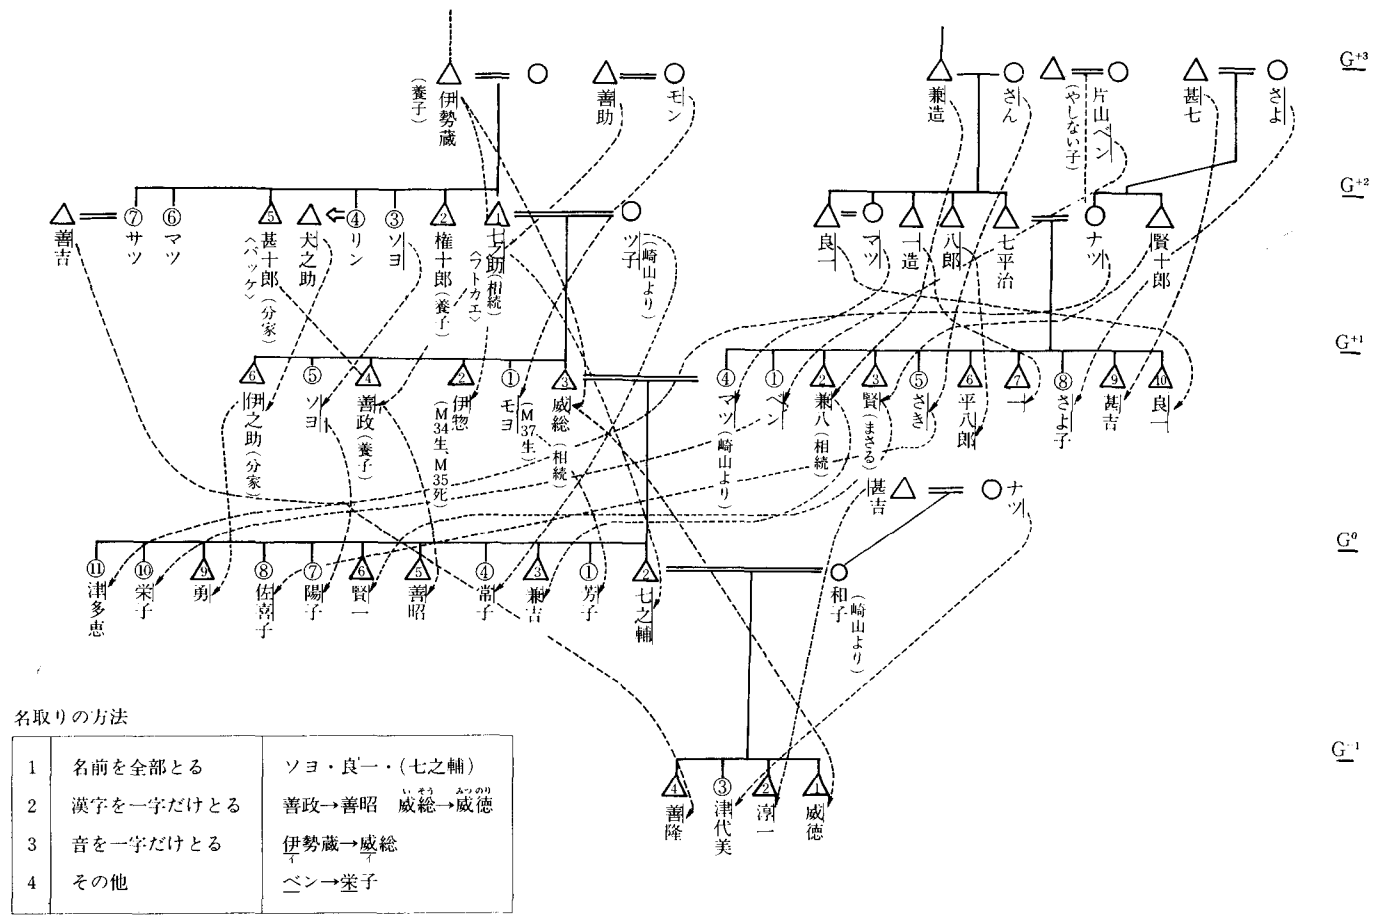 G⁺³
(養子)
伊勢蔵
善助
モン
兼造
さん
(やしない子)
片山ベン
甚七
さよ
G⁺²
善吉
⑦
サツ
⑥
マツ
5
甚十郎
(分家)
〈バッケ〉
犬之助
④
リン
③
ソヨ
2
権十郎
(養子)
1
七之助
(相続)
〈フトカエ〉
ツ子
(崎山より)
良一
マツ
一造
八郎
七平治
ナツ
賢十郎
G⁺¹
6
伊之助
(分家)
⑤
ソヨ
4
善政
(養子)
2
伊惣
(M34生、M35死)
①
モヨ
(M37生)
3
威総
(相続)
④
マツ
(崎山より)
①
ベン
2
兼八
(相続)
3
賢
(まさる)
⑤
さき
6
平八郎
7
一
⑧
さよ子
9
甚吉
10
良一
甚吉
ナツ
G⁰
⑪
津多恵
⑩
栄子
9
勇
⑧
佐喜子
⑦
陽子
6
賢一
5
善昭
④
常子
3
兼吉
①
芳子
2
七之輔
和子
(崎山より)
G⁻¹
4
善隆
③
津代美
2
淳一
1
威徳
名取りの方法
1 名前を全部とる ソヨ・良一・(七之輔)
2 漢字を一字だけとる 善政→善昭 威総→威徳
い そう みつ のり
3 音を一字だけとる 伊勢蔵→威総
イ イ
4 その他 ベン→栄子